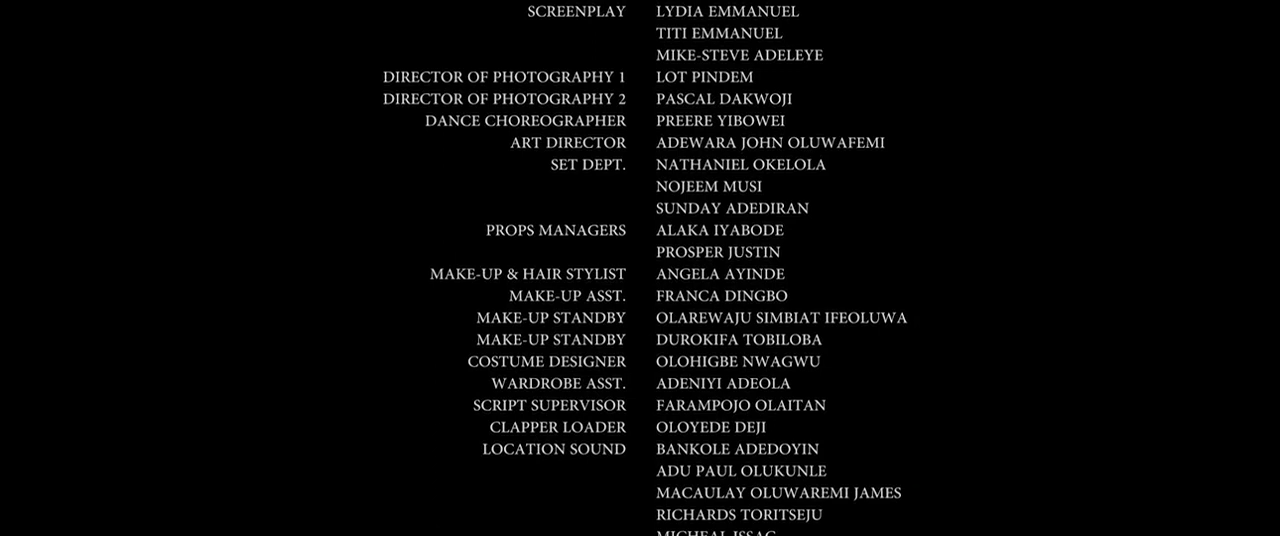 SCREENPLAY LYDIA EMMANUEL
TITI EMMANUEL
MIKE-STEVE ADELEYE
DIRECTOR OF PHOTOGRAPHY 1 LOT PINDEM
DIRECTOR OF PHOTOGRAPHY 2 PASCAL DAKWOJI
DANCE CHOREOGRAPHER PREERE YIBOWEI
ART DIRECTOR ADEWARA JOHN OLUWAFEMI
SET DEPT. NATHANIEL OKELOLA
NOJEEM MUSI
SUNDAY ADEDIRAN
PROPS MANAGERS ALAKA IYABODE
PROSPER JUSTIN
MAKE-UP & HAIR STYLIST ANGELA AYINDE
MAKE-UP ASST. FRANCA DINGBO
MAKE-UP STANDBY OLAREWAJU SIMBIAT IFEOLUWA
MAKE-UP STANDBY DUROKIFA TOBILOBA
COSTUME DESIGNER OLOHIGBE NWAGWU
WARDROBE ASST. ADENIYI ADEOLA
SCRIPT SUPERVISOR FARAMPOJO OLAITAN
CLAPPER LOADER OLOYEDE DEJI
LOCATION SOUND BANKOLE ADEDOYIN
ADU PAUL OLUKUNLE
MACAULAY OLUWAREMI JAMES
RICHARDS TORITSEJU
MICHEAL ISSAC